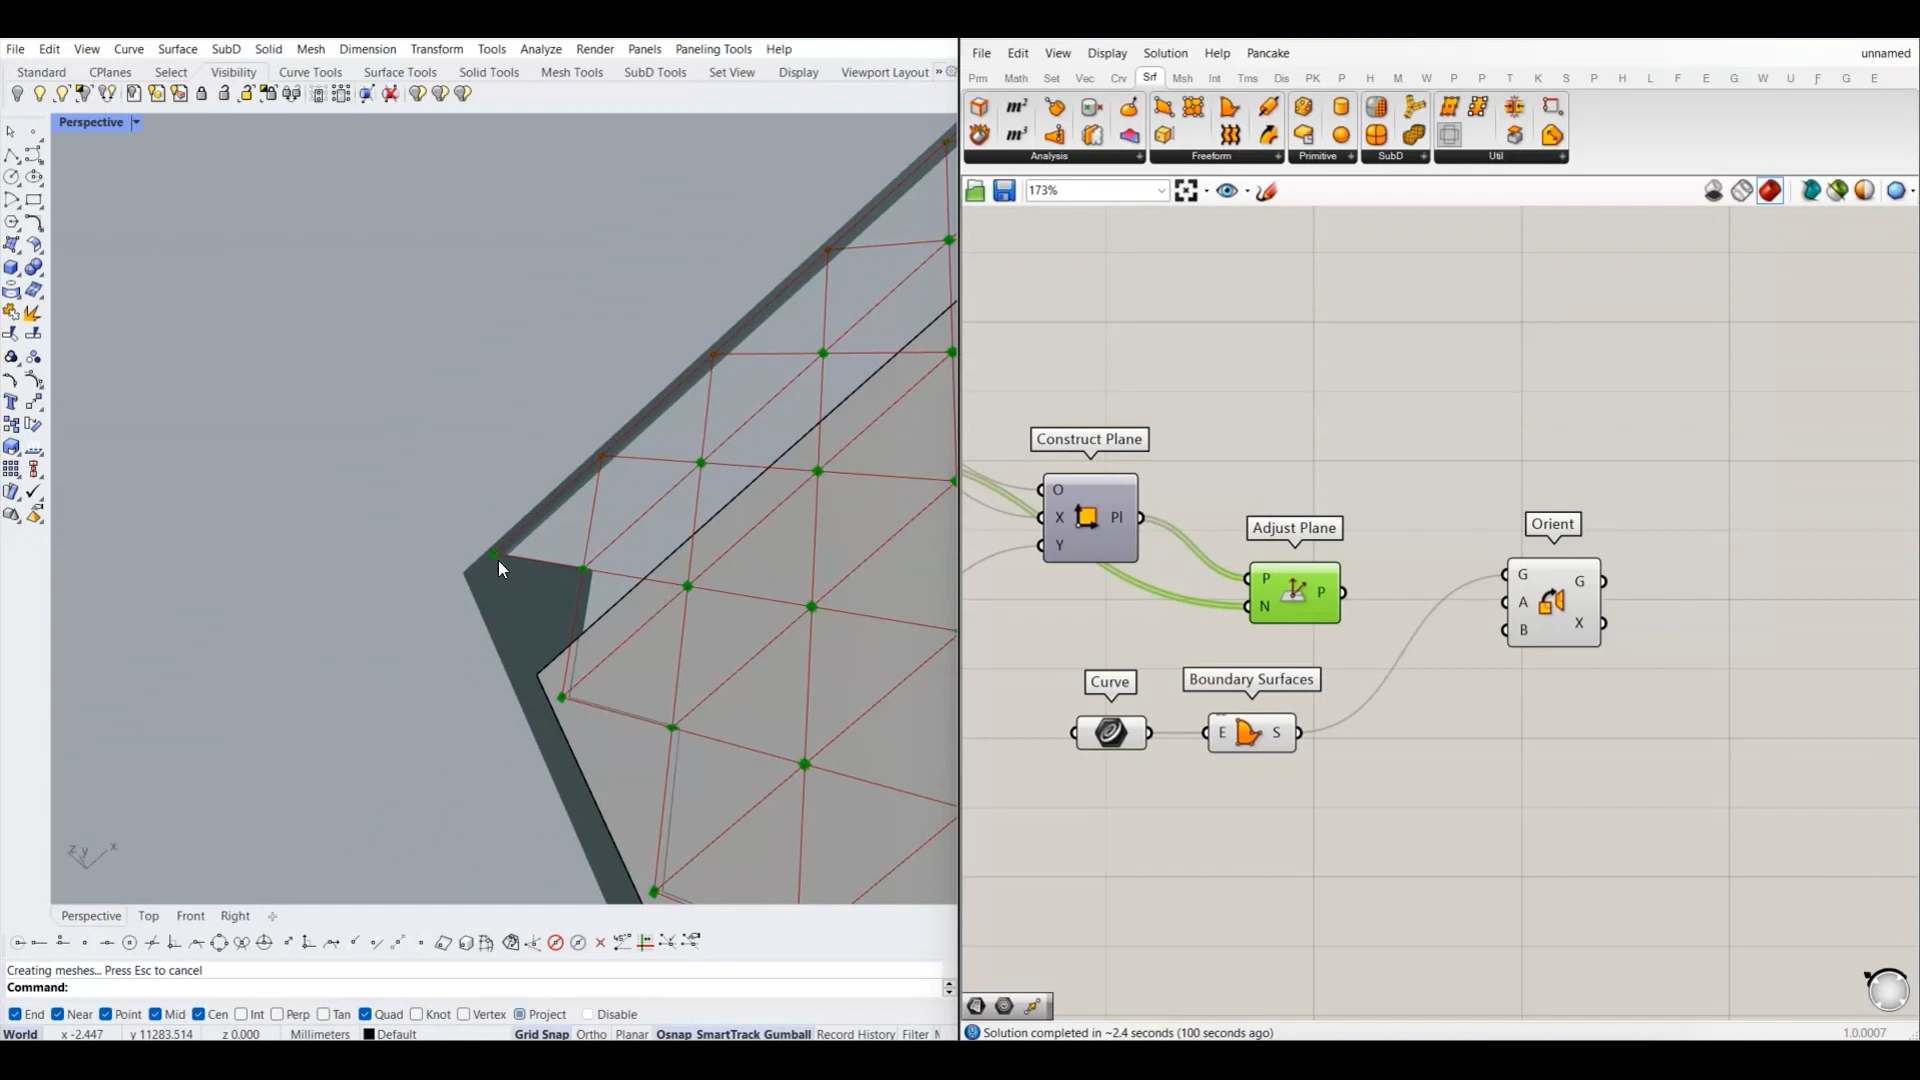 File Edit View Curve Surface SubD Solid Mesh Dimension Transform Tools Analyze Render Panels Paneling Tools Help
Standard CPlanes Select Visibility Curve Tools Surface Tools Solid Tools Mesh Tools SubD Tools Set View Display Viewport Layout »
Perspective
z y x
Perspective Top Front Right
Creating meshes... Press Esc to cancel
Command:
End Near Point Mid Cen Int Perp Tan Quad Knot Vertex Project Disable
World x -2.447 y 11283.514 z 0.000 Millimeters Default Grid Snap Ortho Planar Osnap SmartTrack Gumball Record History Filter M
File Edit View Display Solution Help Pancake unnamed
Prm Math Set Vec Crv Srf Msh Int Trns Dis PK P H M W P P T K S P H L F E G W U F G E
m²
m³
Analysis Freeform Primitive SubD Util
173%
Construct Plane
O
X Pl
Y
Adjust Plane
P
N P
Orient
G G
A
B X
Curve
Boundary Surfaces
E S
Solution completed in ~2.4 seconds (100 seconds ago) 1.0.0007